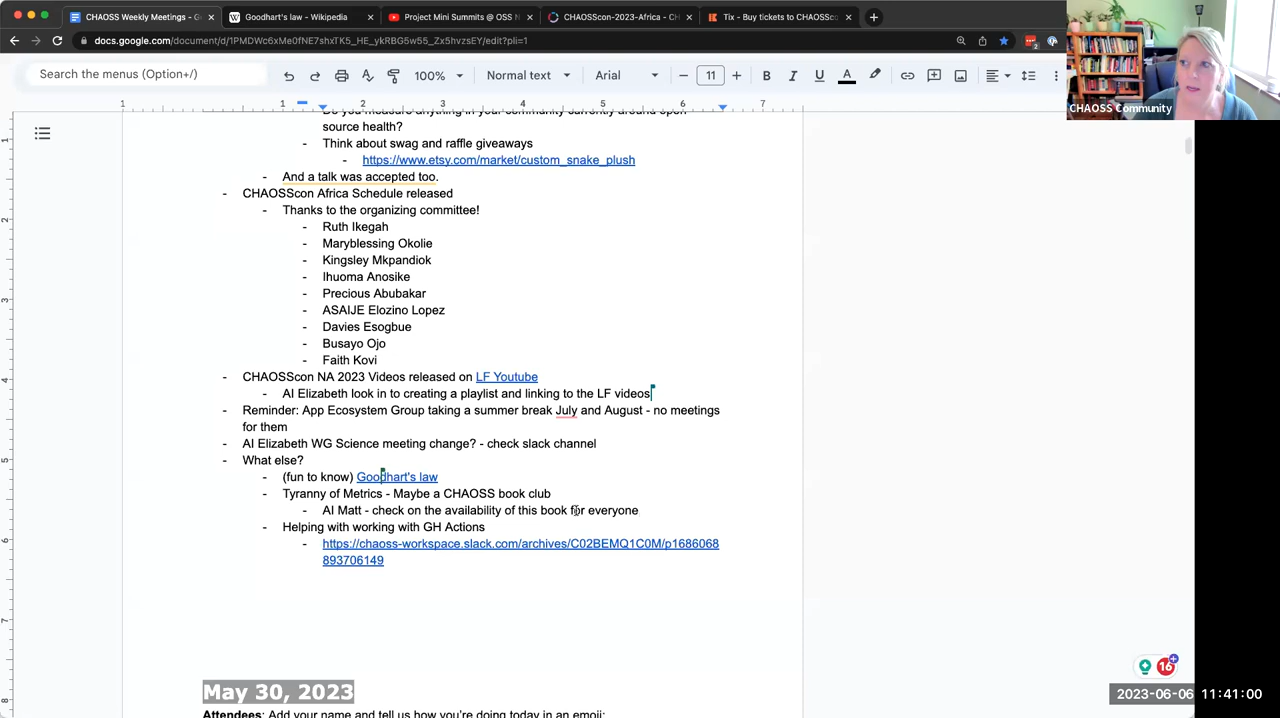 CHAOSS Weekly Meetings - G
Goodhart's law - Wikipedia
Project Mini Summits @ OSS N
CHAOSScon-2023-Africa - CH
Tix - Buy tickets to CHAOSSco
docs.google.com/document/d/1PMDWc6xMe0fNE7shxTK5_HE_ykRBG5w55_Zx5hvzsEY/edit?pli=1
Search the menus (Option+/)
100%
Normal text
Arial
11
B I U A
CHAOSS Community
1 1 2 3 4 5 6 7
source health?
- Think about swag and raffle giveaways
- https://www.etsy.com/market/custom_snake_plush
- And a talk was accepted too.
- CHAOSScon Africa Schedule released
- Thanks to the organizing committee!
- Ruth Ikegah
- Maryblessing Okolie
- Kingsley Mkpandiok
- Ihuoma Anosike
- Precious Abubakar
- ASAIJE Elozino Lopez
- Davies Esogbue
- Busayo Ojo
- Faith Kovi
- CHAOSScon NA 2023 Videos released on LF Youtube
- AI Elizabeth look in to creating a playlist and linking to the LF videos
- Reminder: App Ecosystem Group taking a summer break July and August - no meetings
for them
- AI Elizabeth WG Science meeting change? - check slack channel
- What else?
- (fun to know) Goodhart's law
- Tyranny of Metrics - Maybe a CHAOSS book club
- AI Matt - check on the availability of this book for everyone
- Helping with working with GH Actions
- https://chaoss-workspace.slack.com/archives/C02BEMQ1C0M/p1686068
893706149
May 30, 2023
Attendees: Add your name and tell us how you're doing today in an emoji:
16
2023-06-06 11:41:00